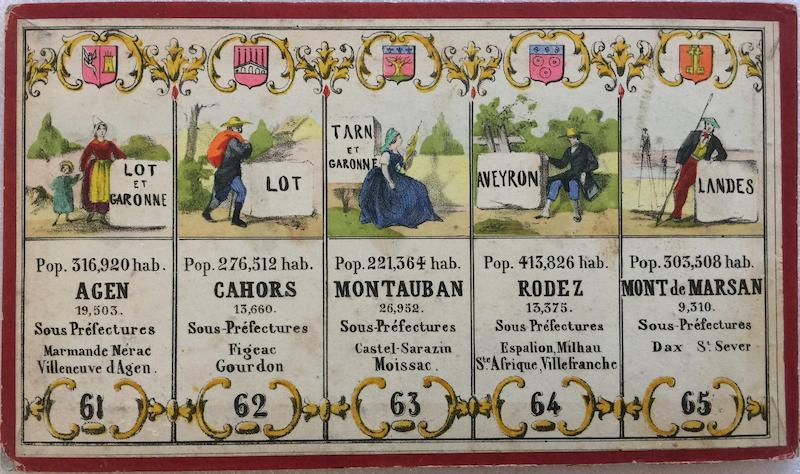 LOT
ET
GARONNE
Pop. 316,920 hab.
AGEN
19,503.
Sous Préfectures
Marmande Nérac
Villeneuve d'Agen.
61
LOT
Pop. 276,512 hab.
CAHORS
13,660.
Sous-Préfectures
Figeac
Gourdon
62
TARN
ET
GARONNE
Pop. 221,364 hab.
MONTAUBAN
26,952.
Sous-Préfectures
Castel-Sarazin
Moissac.
63
AVEYRON
Pop. 413,826 hab.
RODEZ
13,375.
Sous-Préfectures
Espalion, Milhau
Ste Afrique, Villefranche
64
LANDES
Pop. 303,508 hab.
MONT de MARSAN
9,310.
Sous-Préfectures
Dax St Sever
65